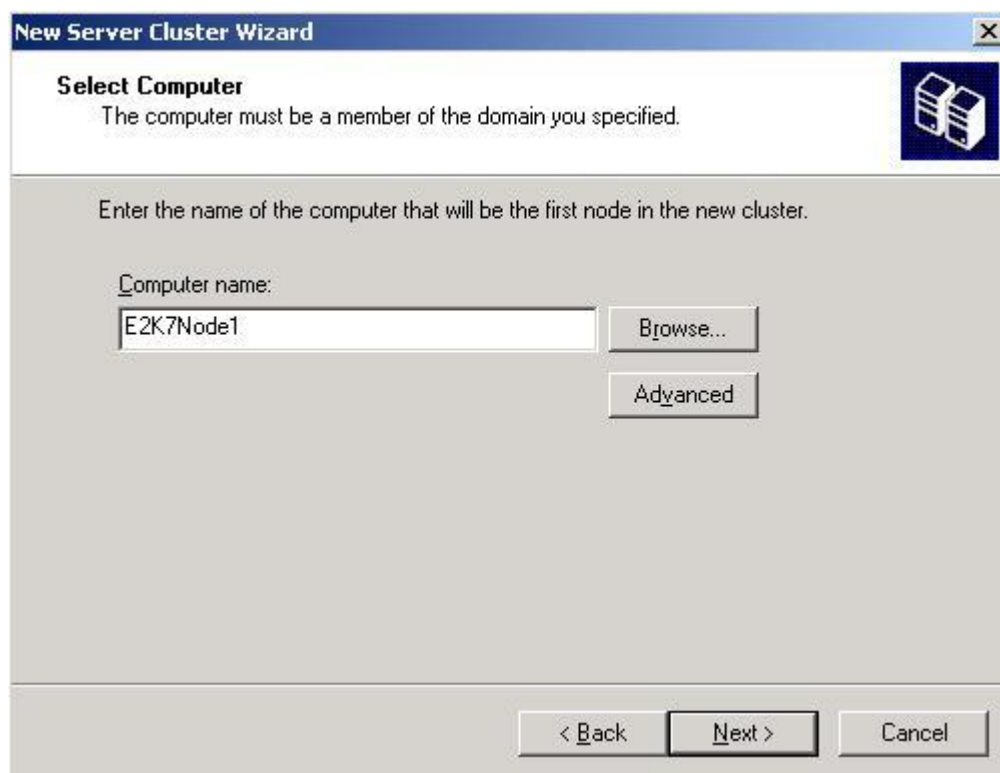 New Server Cluster Wizard
Select Computer
The computer must be a member of the domain you specified.
Enter the name of the computer that will be the first node in the new cluster.
Computer name:
E2K7Node1
Browse...
Advanced
< Back
Next >
Cancel